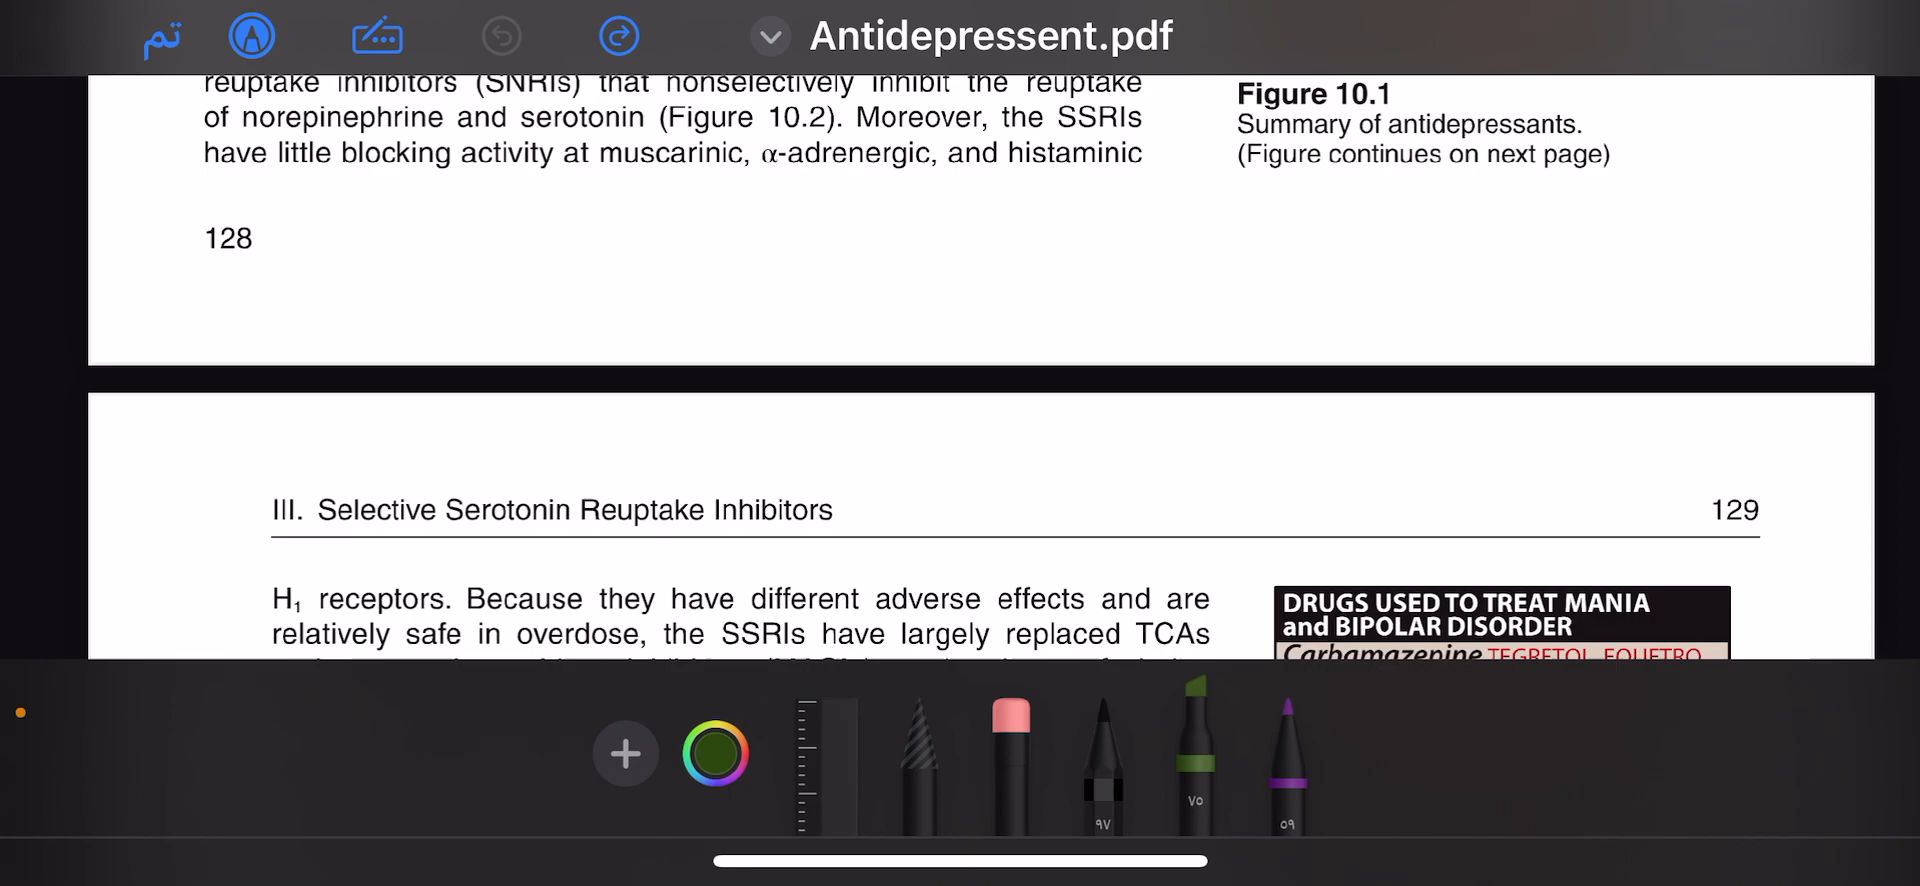 تم
Antidepressent.pdf
reuptake inhibitors (SNRIs) that nonselectively inhibit the reuptake
of norepinephrine and serotonin (Figure 10.2). Moreover, the SSRIs
have little blocking activity at muscarinic, α-adrenergic, and histaminic
Figure 10.1
Summary of antidepressants.
(Figure continues on next page)
128
III. Selective Serotonin Reuptake Inhibitors
129
H₁ receptors. Because they have different adverse effects and are
relatively safe in overdose, the SSRIs have largely replaced TCAs
DRUGS USED TO TREAT MANIA
and BIPOLAR DISORDER
Carbamazepine TEGRETOL, EQUETRO
٩٧
٧٥
٥٩